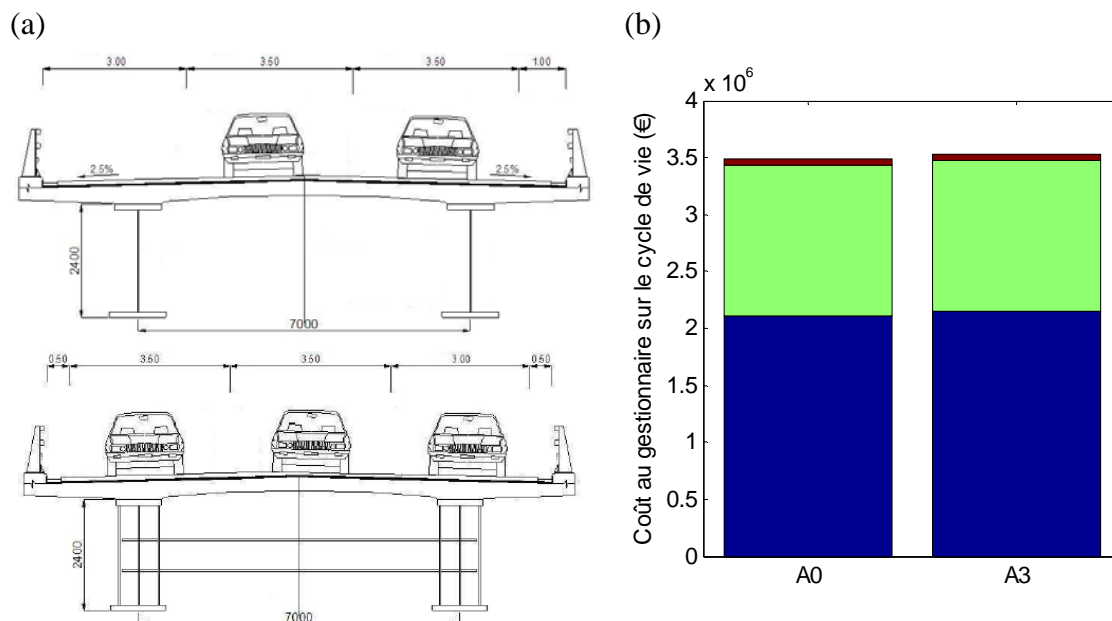 (a)
(b)
3.00 3.50 3.50 1.00
2.5% 2.5%
2400
7000
0.50 3.50 3.50 3.00 0.50
2400
7000
x 10^6
Coût au gestionnaire sur le cycle de vie (€)
4
3.5
3
2.5
2
1.5
1
0.5
0
A0 A3